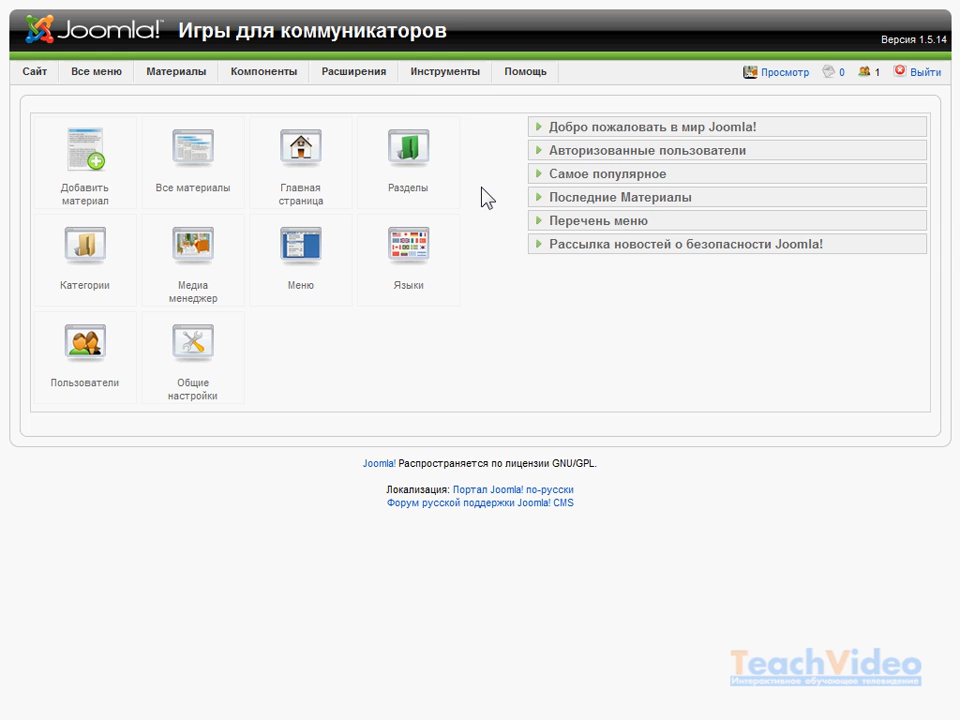 Joomla!™ Игры для коммуникаторов
Версия 1.5.14
Сайт Все меню Материалы Компоненты Расширения Инструменты Помощь Просмотр 0 1 Выйти
Добавить материал
Все материалы
Главная страница
Разделы
Категории
Медиа менеджер
Меню
Языки
Пользователи
Общие настройки
Добро пожаловать в мир Joomla!
Авторизованные пользователи
Самое популярное
Последние Материалы
Перечень меню
Рассылка новостей о безопасности Joomla!
Joomla! Распространяется по лицензии GNU/GPL.
Локализация: Портал Joomla! по-русски
Форум русской поддержки Joomla! CMS
TeachVideo
Интерактивное обучающее телевидение